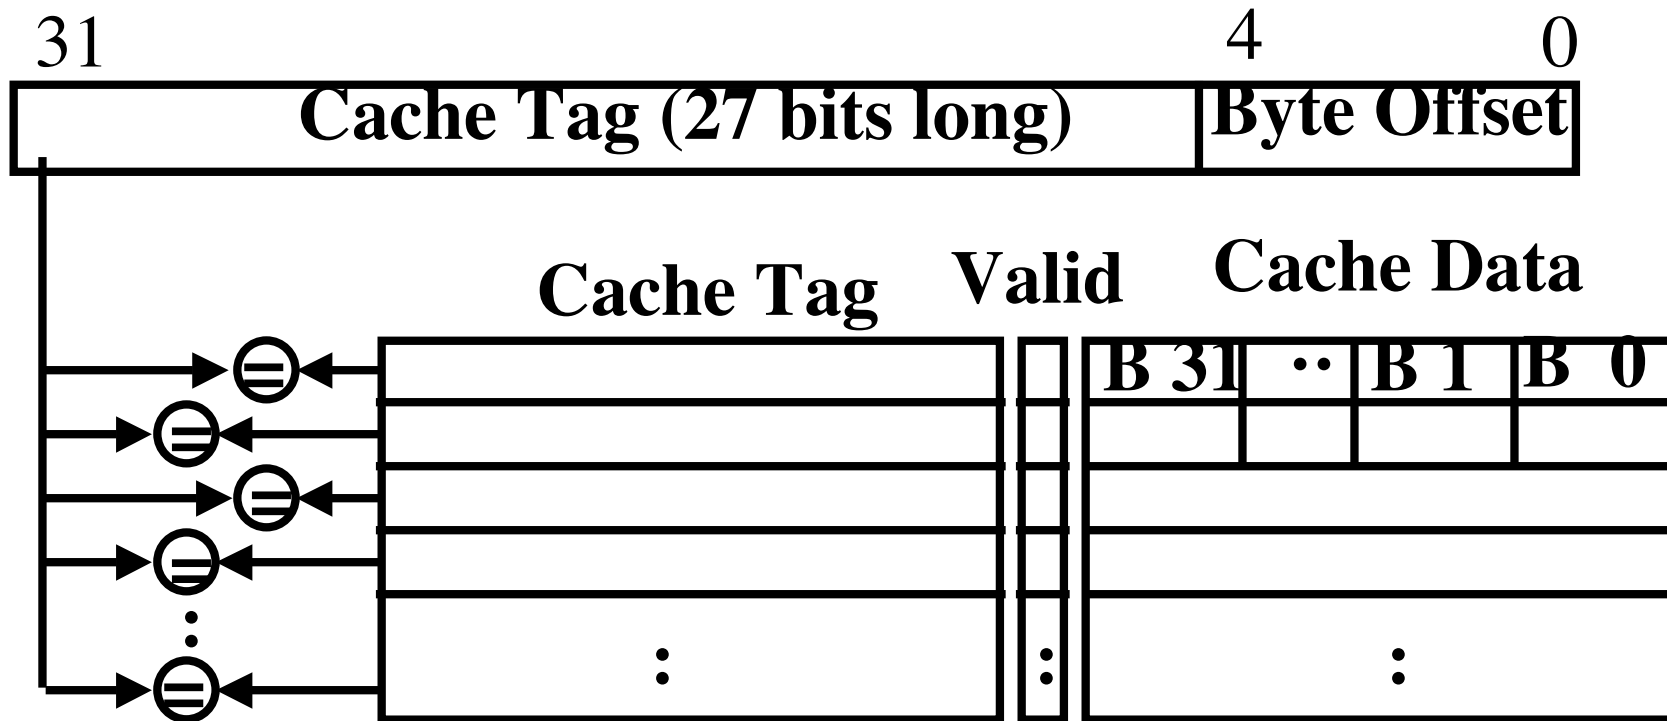 31 4 0
Cache Tag (27 bits long) Byte Offset
Cache Tag Valid Cache Data
B 31 ·· B 1 B 0
= = = = : =
: : :